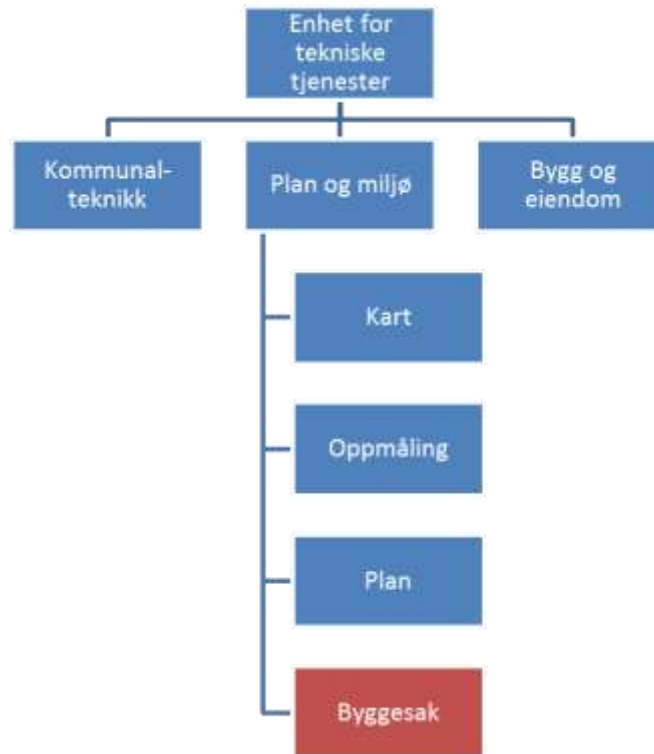 Enhet for
tekniske
tjenester
Kommunal-
teknikk
Plan og miljø
Bygg og
eiendom
Kart
Oppmåling
Plan
Byggesak